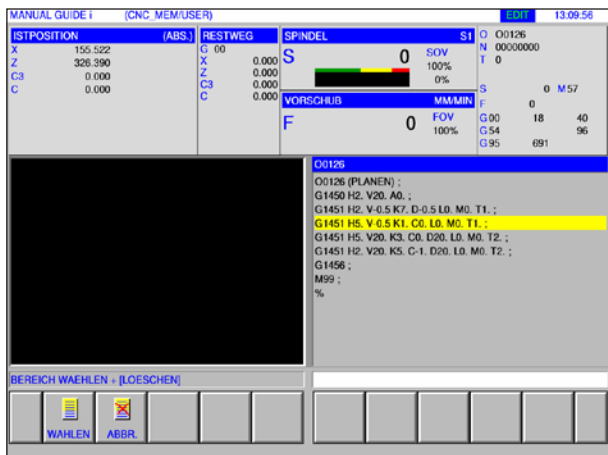 MANUAL GUIDE i (CNC_MEM/USER) EDIT 13:09:56
ISTPOSITION (ABS.)
X 155.522
Z 326.390
C3 0.000
C 0.000
RESTWEG
G 00
X 0.000
Z 0.000
C3 0.000
C 0.000
SPINDEL S1
S 0 SOV
100%
0%
VORSCHUB MM/MIN
F 0 FOV
100%
O O0126
N 00000000
T 0
S 0 M 57
F 0
G 00 18 40
G 54 96
G 95 691
O0126
O0126 (PLANEN) ;
G1450 H2. V20. A0. ;
G1451 H2. V-0.5 K7. D-0.5 L0. M0. T1. ;
G1451 H5. V-0.5 K1. C0. L0. M0. T1. ;
G1451 H5. V20. K3. C0. D20. L0. M0. T2. ;
G1451 H2. V20. K5. C-1. D20. L0. M0. T2. ;
G1456 ;
M99 ;
%
BEREICH WAEHLEN + [LOESCHEN]
WAHLEN ABBR.